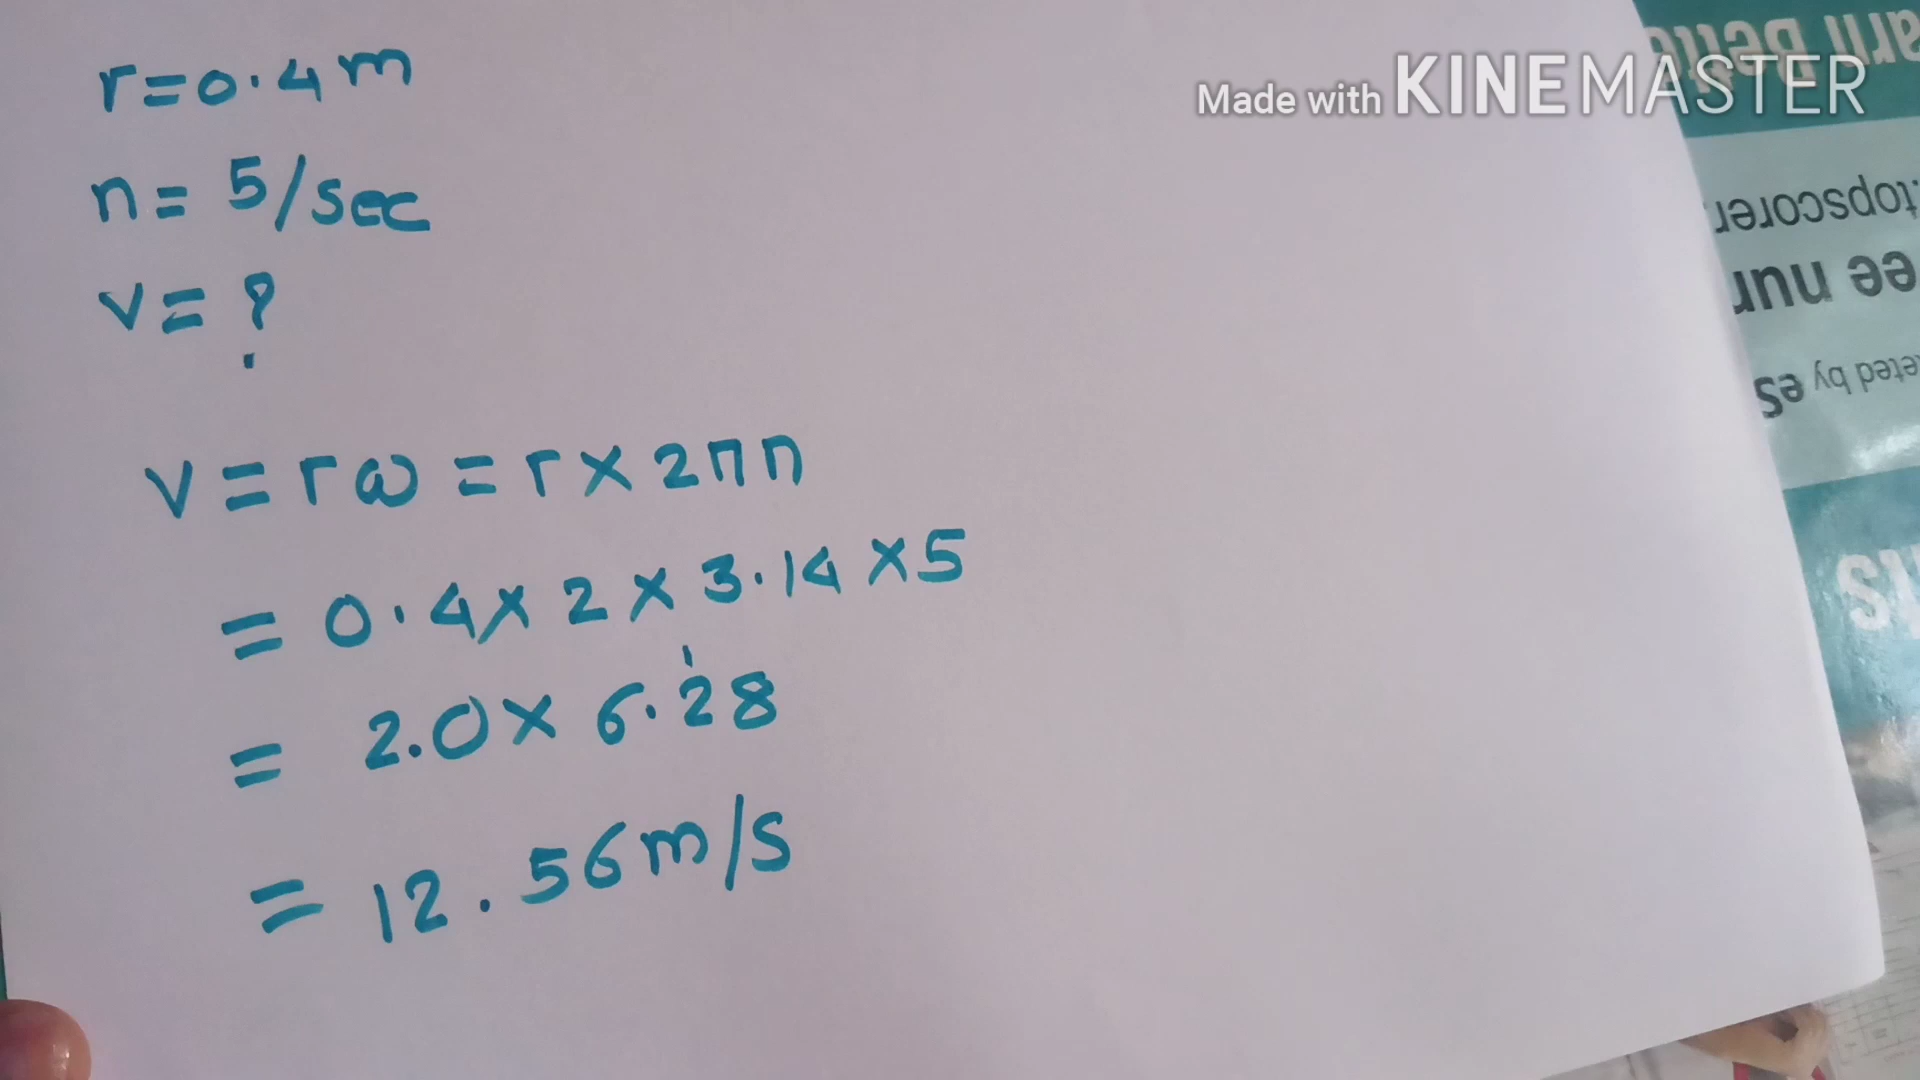 r=0.4m
n= 5/sec
v= ?
v=rω=r×2πn
= 0.4×2×3.14×5
= 2.0×6.28
= 12.56m/s
Made with KINEMASTER